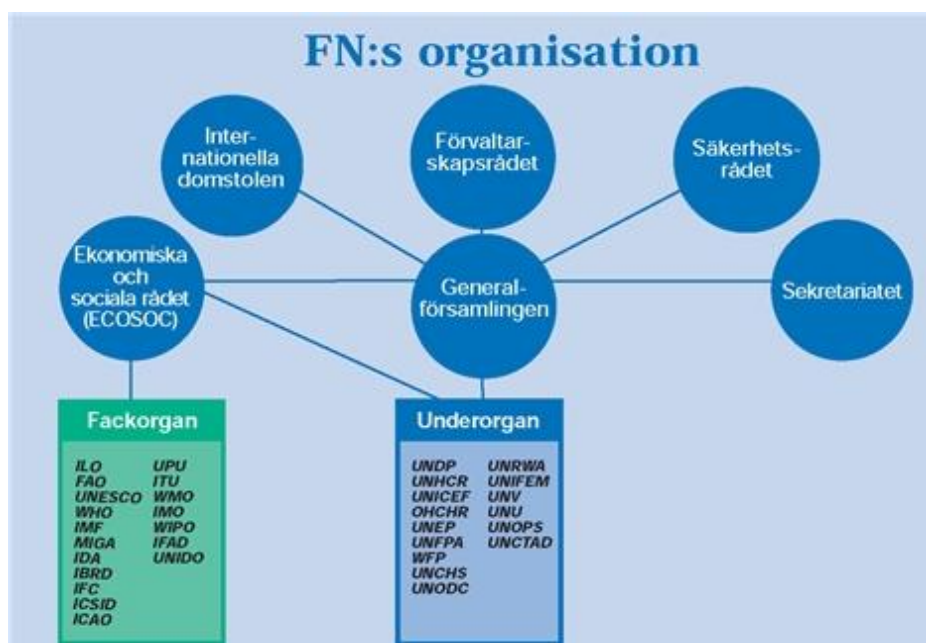 FN:s organisation
Inter-
nationella
domstolen
Förvaltar-
skapsrådet
Säkerhets-
rådet
Ekonomiska
och
sociala rådet
(ECOSOC)
General-
församlingen
Sekretariatet
Fackorgan
ILO
FAO
UNESCO
WHO
IMF
MIGA
IDA
IBRD
IFC
ICSID
ICAO
UPU
ITU
WMO
IMO
WIPO
IFAD
UNIDO
Underorgan
UNDP
UNHCR
UNICEF
OHCHR
UNEP
UNFPA
WFP
UNCHS
UNODC
UNRWA
UNIFEM
UNV
UNU
UNOPS
UNCTAD